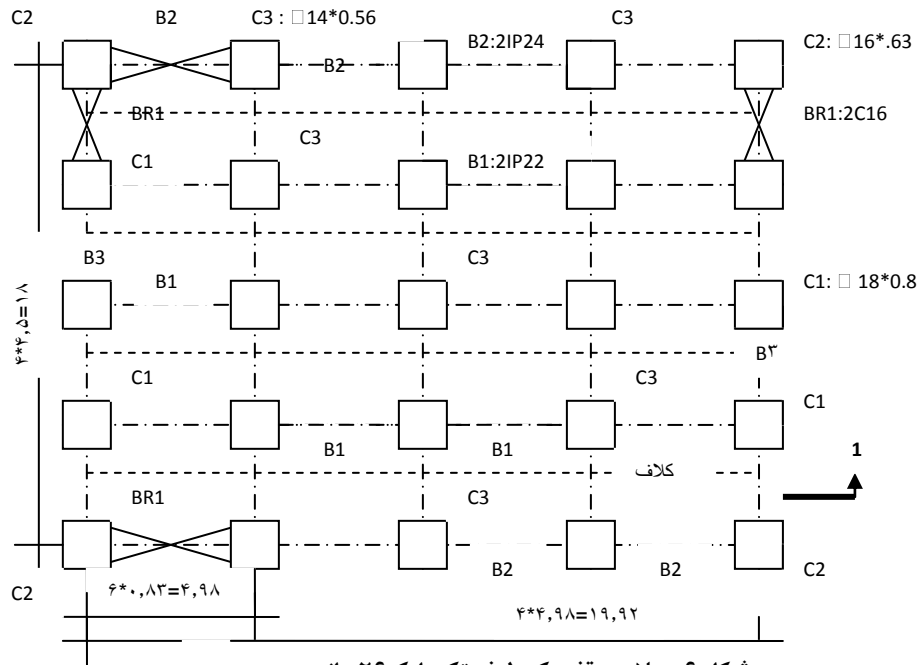 C2 B2 C3 : □14*0.56 C3
B2:2IP24 C2: □16*.63
B2
BR1 BR1:2C16
C3
C1 B1:2IP22
B3 C3
B1 C1: □ 18*0.8
۴*۴,۵=۱۸
B۳
C1 C3
C1
B1 B1 1
کلاف
BR1 C3
B2 B2
C2 ۶*۰,۸۳=۴,۹۸ C2
۴*۴,۹۸=۱۹,۹۲